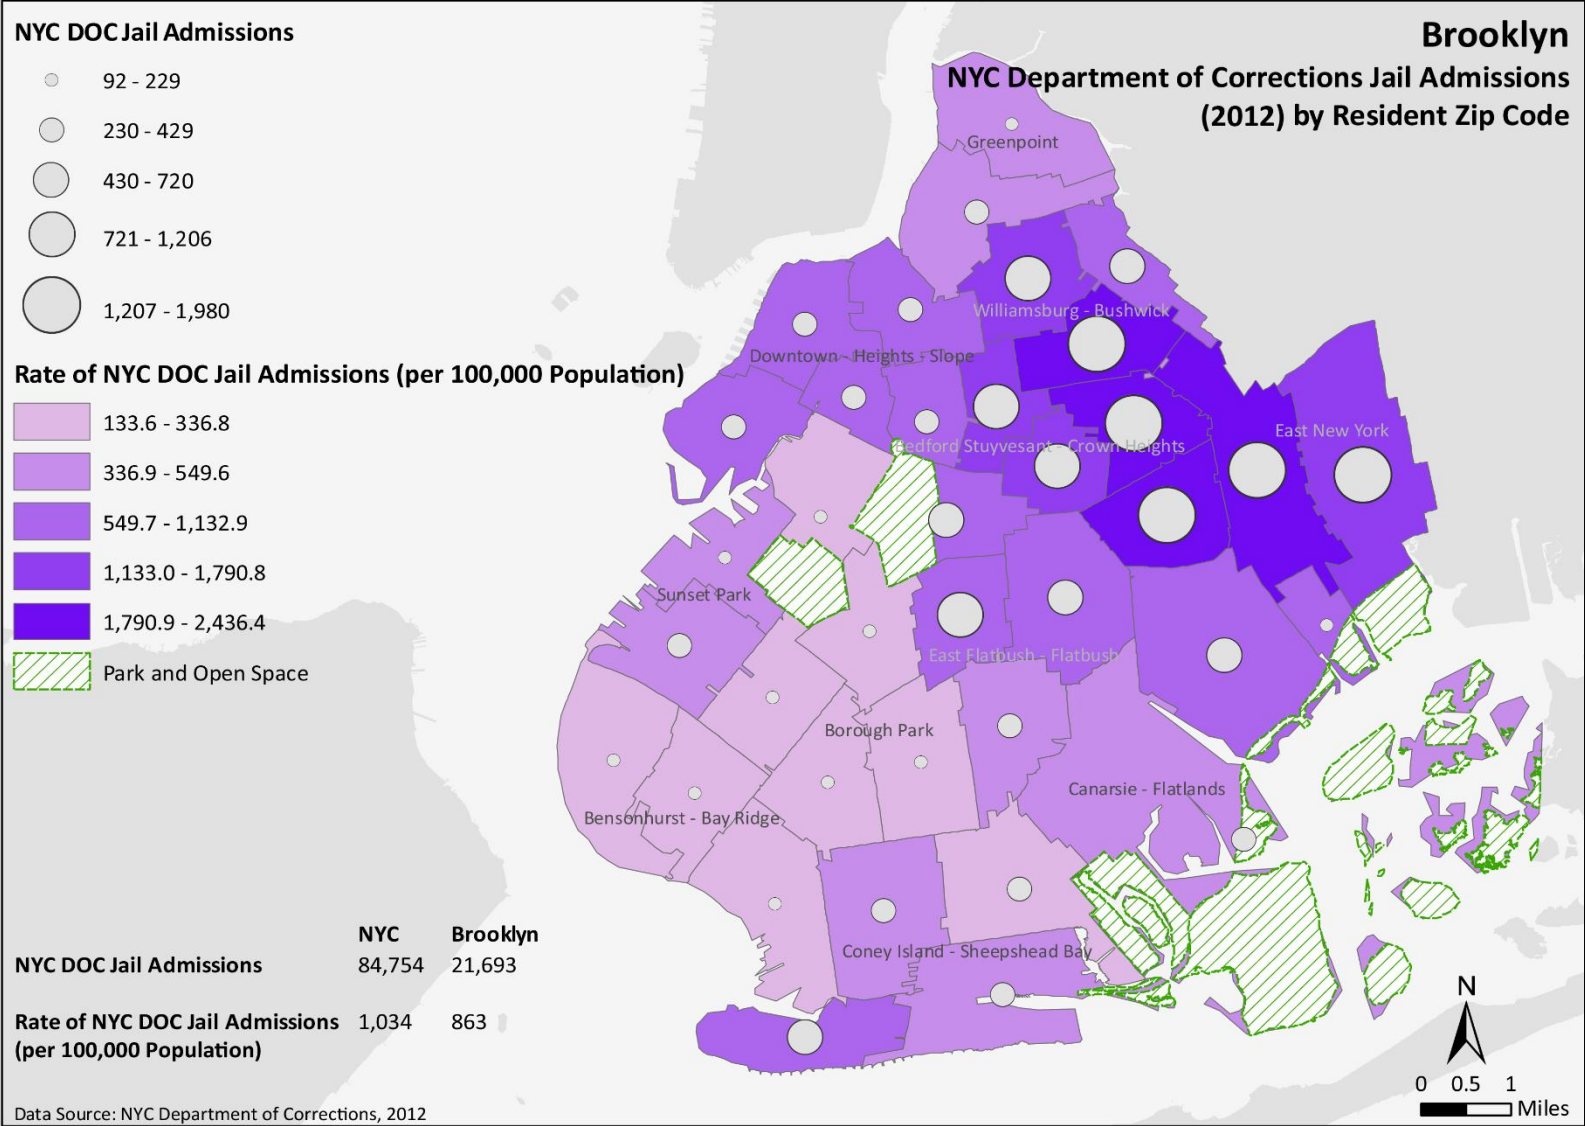 NYC DOC Jail Admissions
92 - 229
230 - 429
430 - 720
721 - 1,206
1,207 - 1,980
Rate of NYC DOC Jail Admissions (per 100,000 Population)
133.6 - 336.8
336.9 - 549.6
549.7 - 1,132.9
1,133.0 - 1,790.8
1,790.9 - 2,436.4
Park and Open Space
Brooklyn
NYC Department of Corrections Jail Admissions
(2012) by Resident Zip Code
Greenpoint
Williamsburg - Bushwick
Downtown - Heights - Slope
East New York
Bedford Stuyvesant - Crown Heights
Sunset Park
East Flatbush - Flatbush
Borough Park
Canarsie - Flatlands
Bensonhurst - Bay Ridge
Coney Island - Sheepshead Bay
NYC Brooklyn
NYC DOC Jail Admissions 84,754 21,693
Rate of NYC DOC Jail Admissions 1,034 863
(per 100,000 Population)
Data Source: NYC Department of Corrections, 2012
N
0 0.5 1
Miles